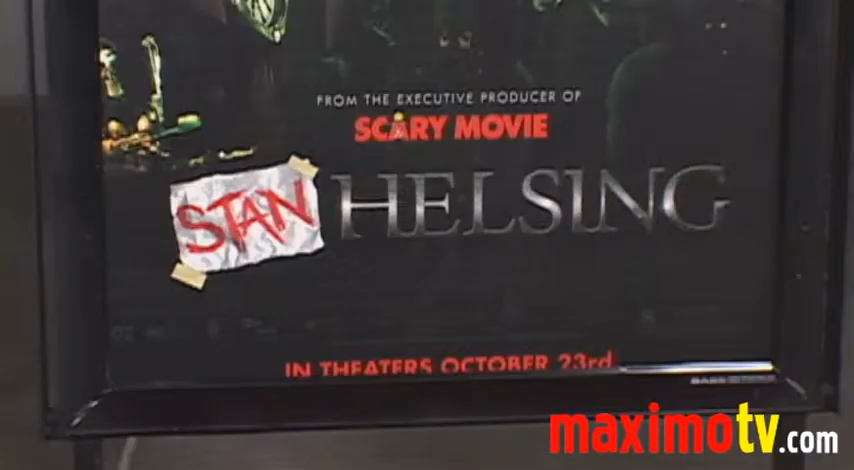 FROM THE EXECUTIVE PRODUCER OF
SCARY MOVIE
STAN HELSING
IN THEATERS OCTOBER 23rd
maximotv.com